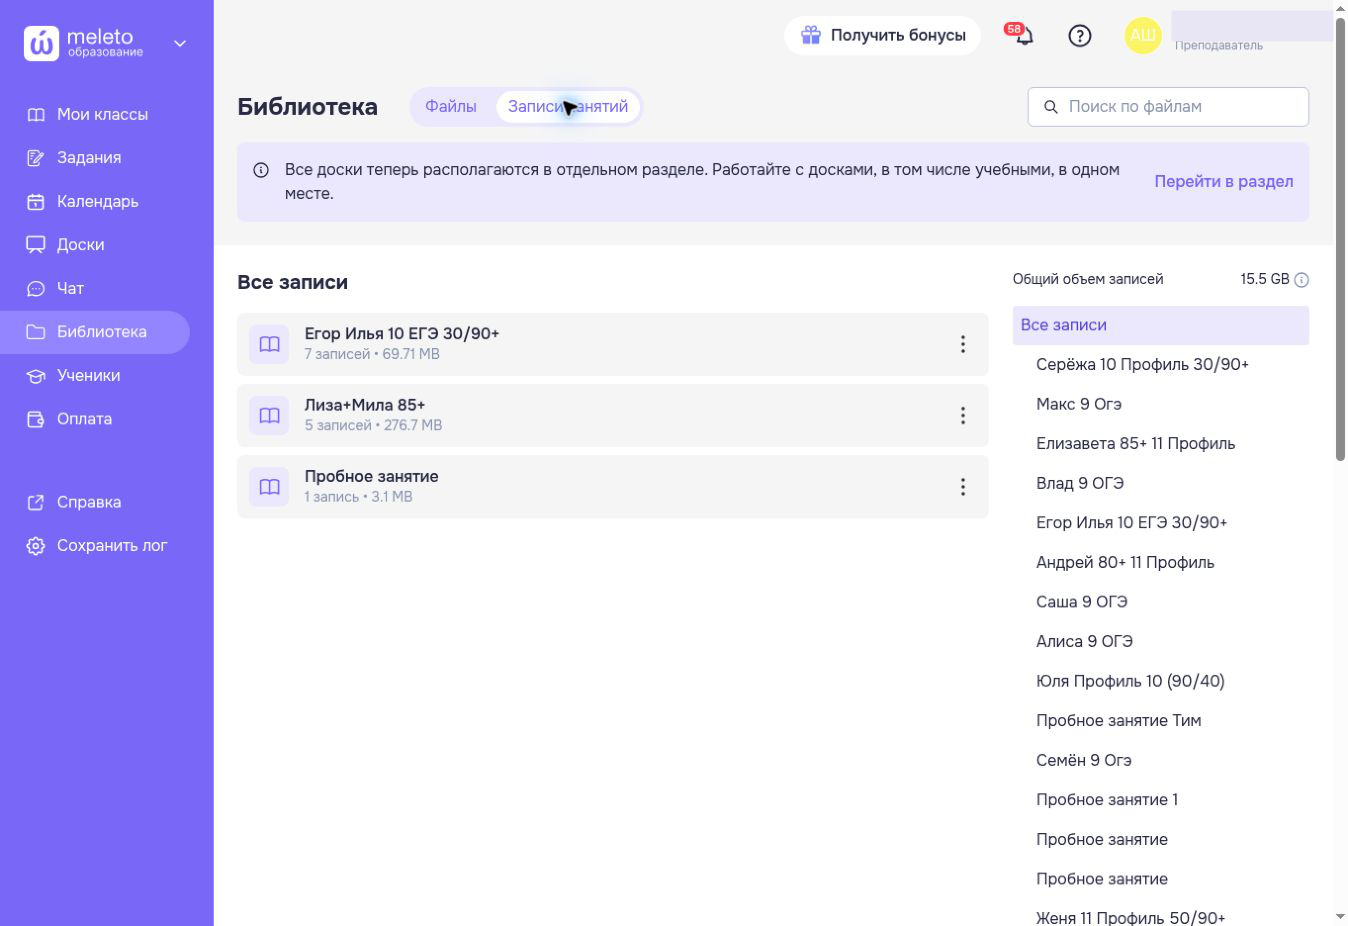 meleto
образование
Получить бонусы
58
АШ
Преподаватель
Мои классы
Задания
Календарь
Доски
Чат
Библиотека
Ученики
Оплата
Справка
Сохранить лог
Библиотека
Файлы
Записи занятий
Поиск по файлам
Все доски теперь располагаются в отдельном разделе. Работайте с досками, в том числе учебными, в одном
месте.
Перейти в раздел
Все записи
Егор Илья 10 ЕГЭ 30/90+
7 записей • 69.71 MB
Лиза+Мила 85+
5 записей • 276.7 MB
Пробное занятие
1 запись • 3.1 MB
Общий объем записей
15.5 GB
Все записи
Серёжа 10 Профиль 30/90+
Макс 9 Огэ
Елизавета 85+ 11 Профиль
Влад 9 ОГЭ
Егор Илья 10 ЕГЭ 30/90+
Андрей 80+ 11 Профиль
Саша 9 ОГЭ
Алиса 9 ОГЭ
Юля Профиль 10 (90/40)
Пробное занятие Тим
Семён 9 Огэ
Пробное занятие 1
Пробное занятие
Пробное занятие
Женя 11 Профиль 50/90+